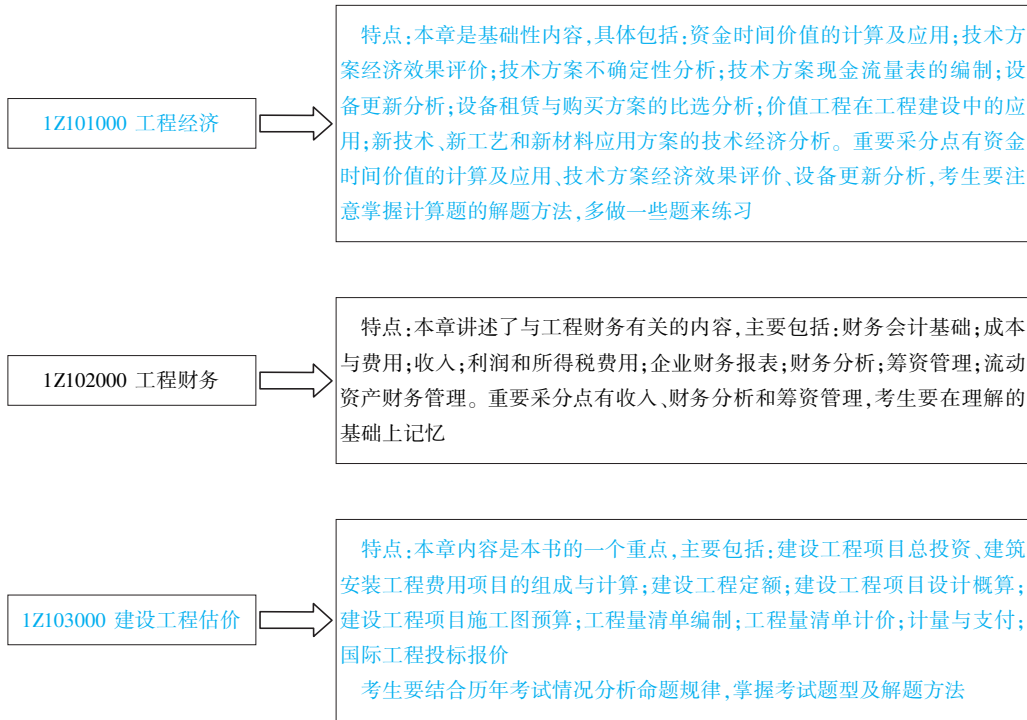 特点:本章是基础性内容,具体包括:资金时间价值的计算及应用;技术方
案经济效果评价;技术方案不确定性分析;技术方案现金流量表的编制;设
备更新分析;设备租赁与购买方案的比选分析;价值工程在工程建设中的应
用;新技术、新工艺和新材料应用方案的技术经济分析。重要采分点有资金
时间价值的计算及应用、技术方案经济效果评价、设备更新分析,考生要注
意掌握计算题的解题方法,多做一些题来练习
1Z101000 工程经济
特点:本章讲述了与工程财务有关的内容,主要包括:财务会计基础;成本
与费用;收入;利润和所得税费用;企业财务报表;财务分析;筹资管理;流动
资产财务管理。重要采分点有收入、财务分析和筹资管理,考生要在理解的
基础上记忆
1Z102000 工程财务
特点:本章内容是本书的一个重点,主要包括:建设工程项目总投资、建筑
安装工程费用项目的组成与计算;建设工程定额;建设工程项目设计概算;
建设工程项目施工图预算;工程量清单编制;工程量清单计价;计量与支付;
国际工程投标报价
考生要结合历年考试情况分析命题规律,掌握考试题型及解题方法
1Z103000 建设工程估价